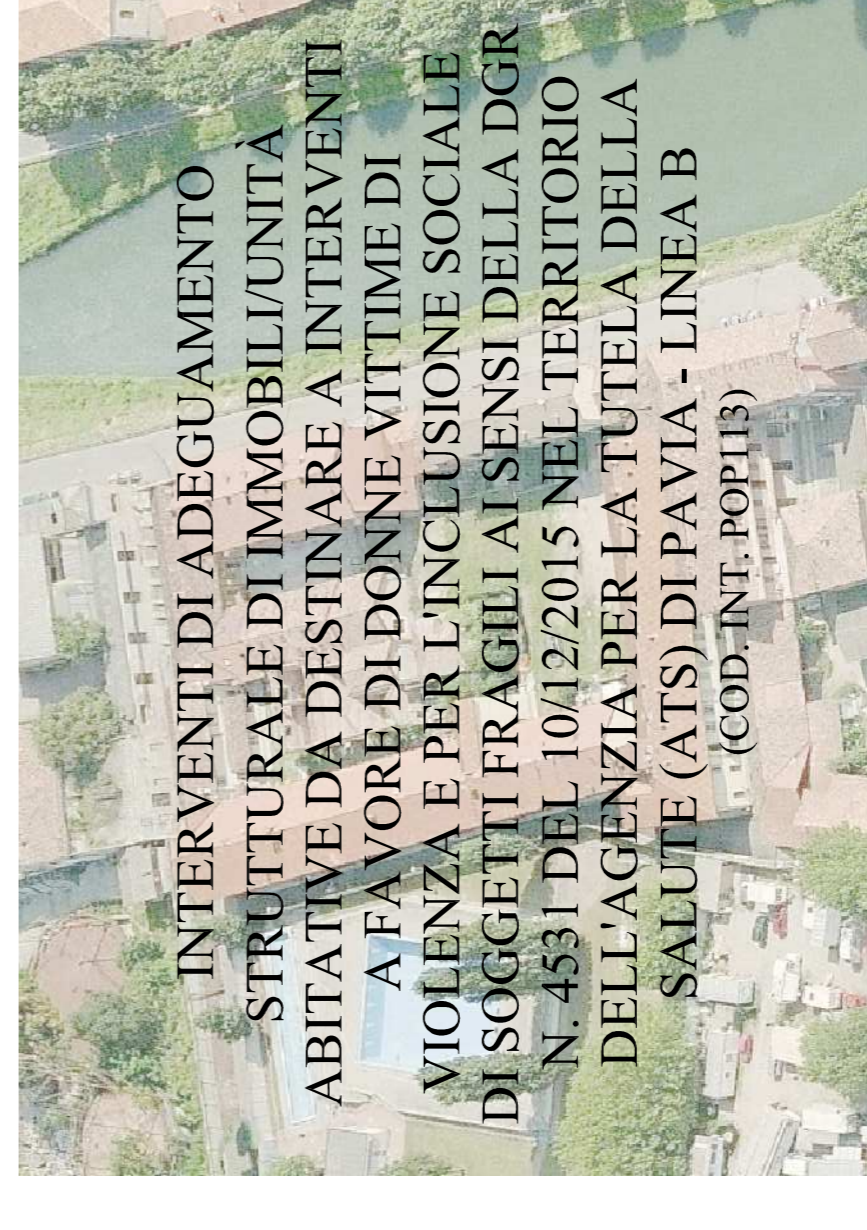 INTERVENTI DI ADEGUAMENTO
STRUTTURALE DI IMMOBILI/UNITÀ
ABITATIVE DA DESTINARE A INTERVENTI
A FAVORE DI DONNE VITTIME DI
VIOLENZA E PER L'INCLUSIONE SOCIALE
DI SOGGETTI FRAGILI AI SENSI DELLA DGR
N. 4531 DEL 10/12/2015 NEL TERRITORIO
DELL'AGENZIA PER LA TUTELA DELLA
SALUTE (ATS) DI PAVIA - LINEA B
(COD. INT. POP113)